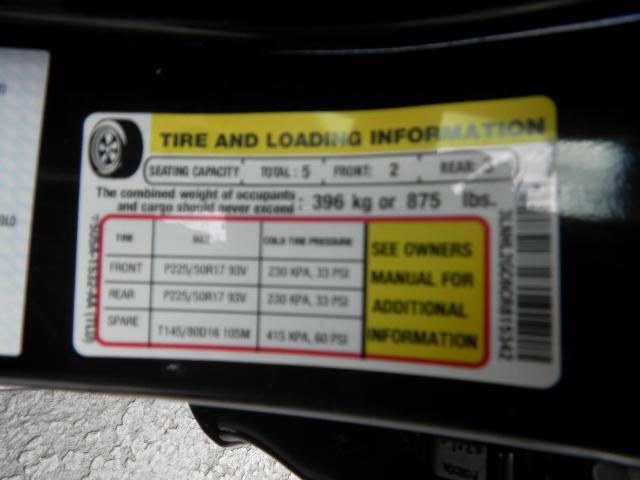 TIRE AND LOADING INFORMATION
SEATING CAPACITY TOTAL : 5 FRONT: 2 REAR:
The combined weight of occupants
and cargo should never exceed : 396 kg or 875 lbs.
TIRE SIZE COLD TIRE PRESSURE
FRONT P225/50R17 93V 230 KPA, 33 PSI
REAR P225/50R17 93V 230 KPA, 33 PSI
SPARE T145/80D16 105M 415 KPA, 60 PSI
SEE OWNERS
MANUAL FOR
ADDITIONAL
INFORMATION